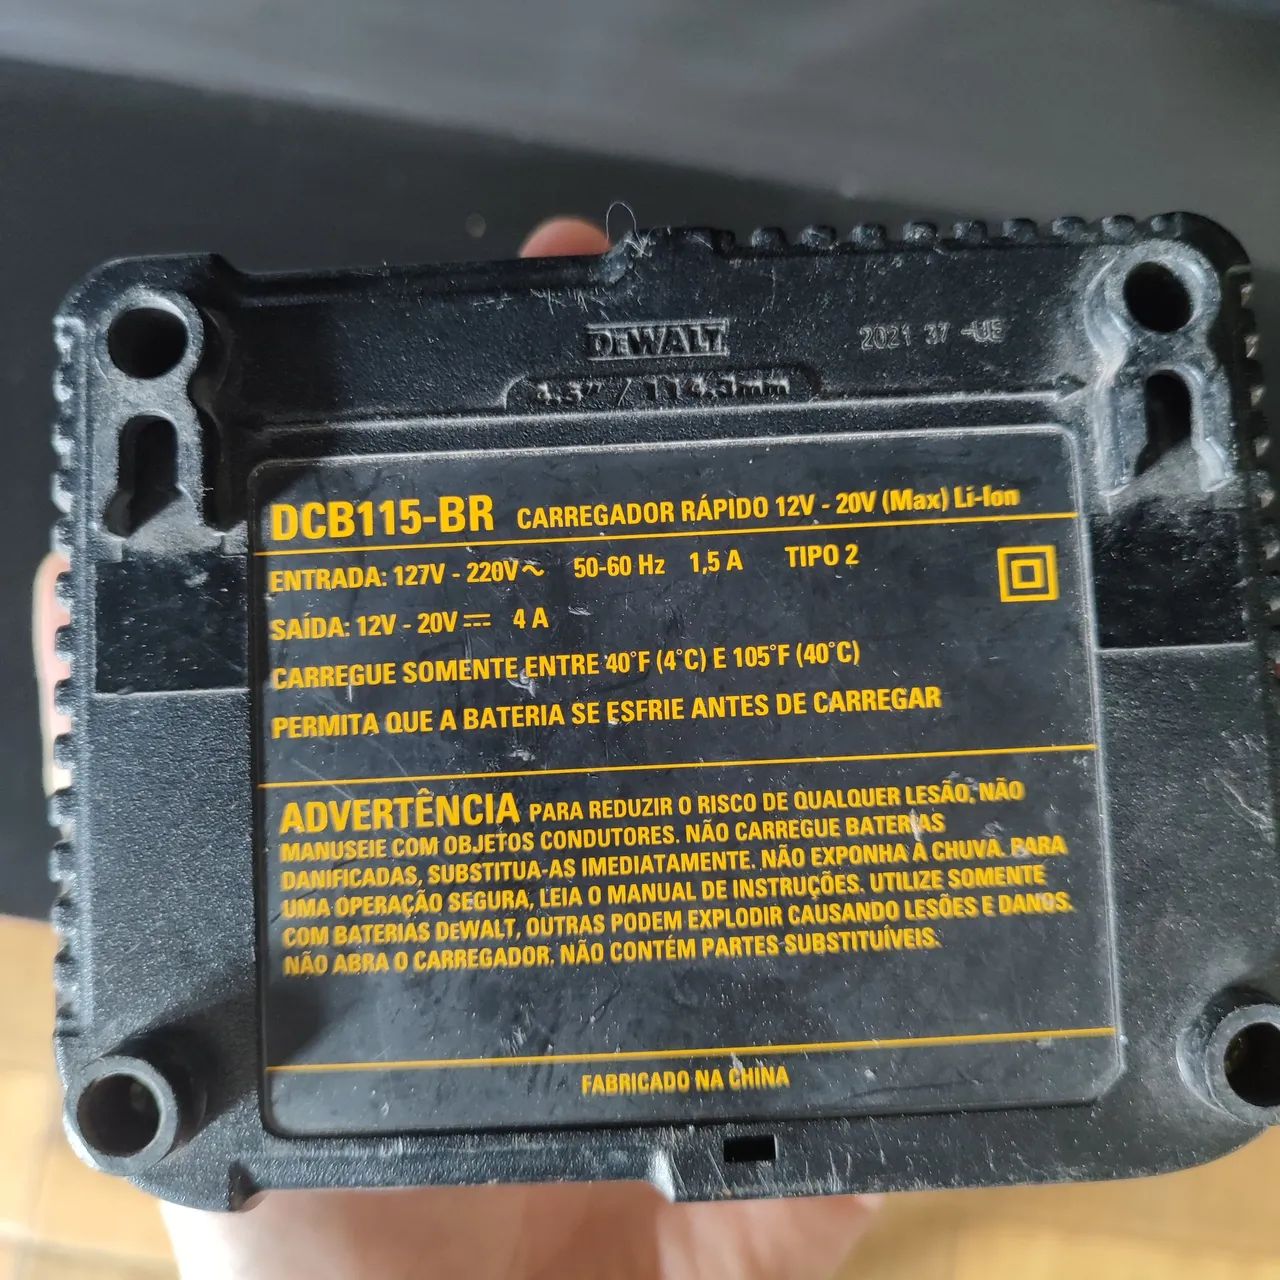 DEWALT
2021 37 -UE
4.5" / 114.3mm
DCB115-BR CARREGADOR RÁPIDO 12V - 20V (Max) Li-Ion
ENTRADA: 127V - 220V~ 50-60 Hz 1,5 A TIPO 2
SAÍDA: 12V - 20V⎓ 4 A
CARREGUE SOMENTE ENTRE 40°F (4°C) E 105°F (40°C)
PERMITA QUE A BATERIA SE ESFRIE ANTES DE CARREGAR
ADVERTÊNCIA PARA REDUZIR O RISCO DE QUALQUER LESÃO, NÃO
MANUSEIE COM OBJETOS CONDUTORES. NÃO CARREGUE BATERIAS
DANIFICADAS, SUBSTITUA-AS IMEDIATAMENTE. NÃO EXPONHA À CHUVA. PARA
UMA OPERAÇÃO SEGURA, LEIA O MANUAL DE INSTRUÇÕES. UTILIZE SOMENTE
COM BATERIAS DEWALT, OUTRAS PODEM EXPLODIR CAUSANDO LESÕES E DANOS.
NÃO ABRA O CARREGADOR. NÃO CONTÉM PARTES SUBSTITUÍVEIS.
FABRICADO NA CHINA